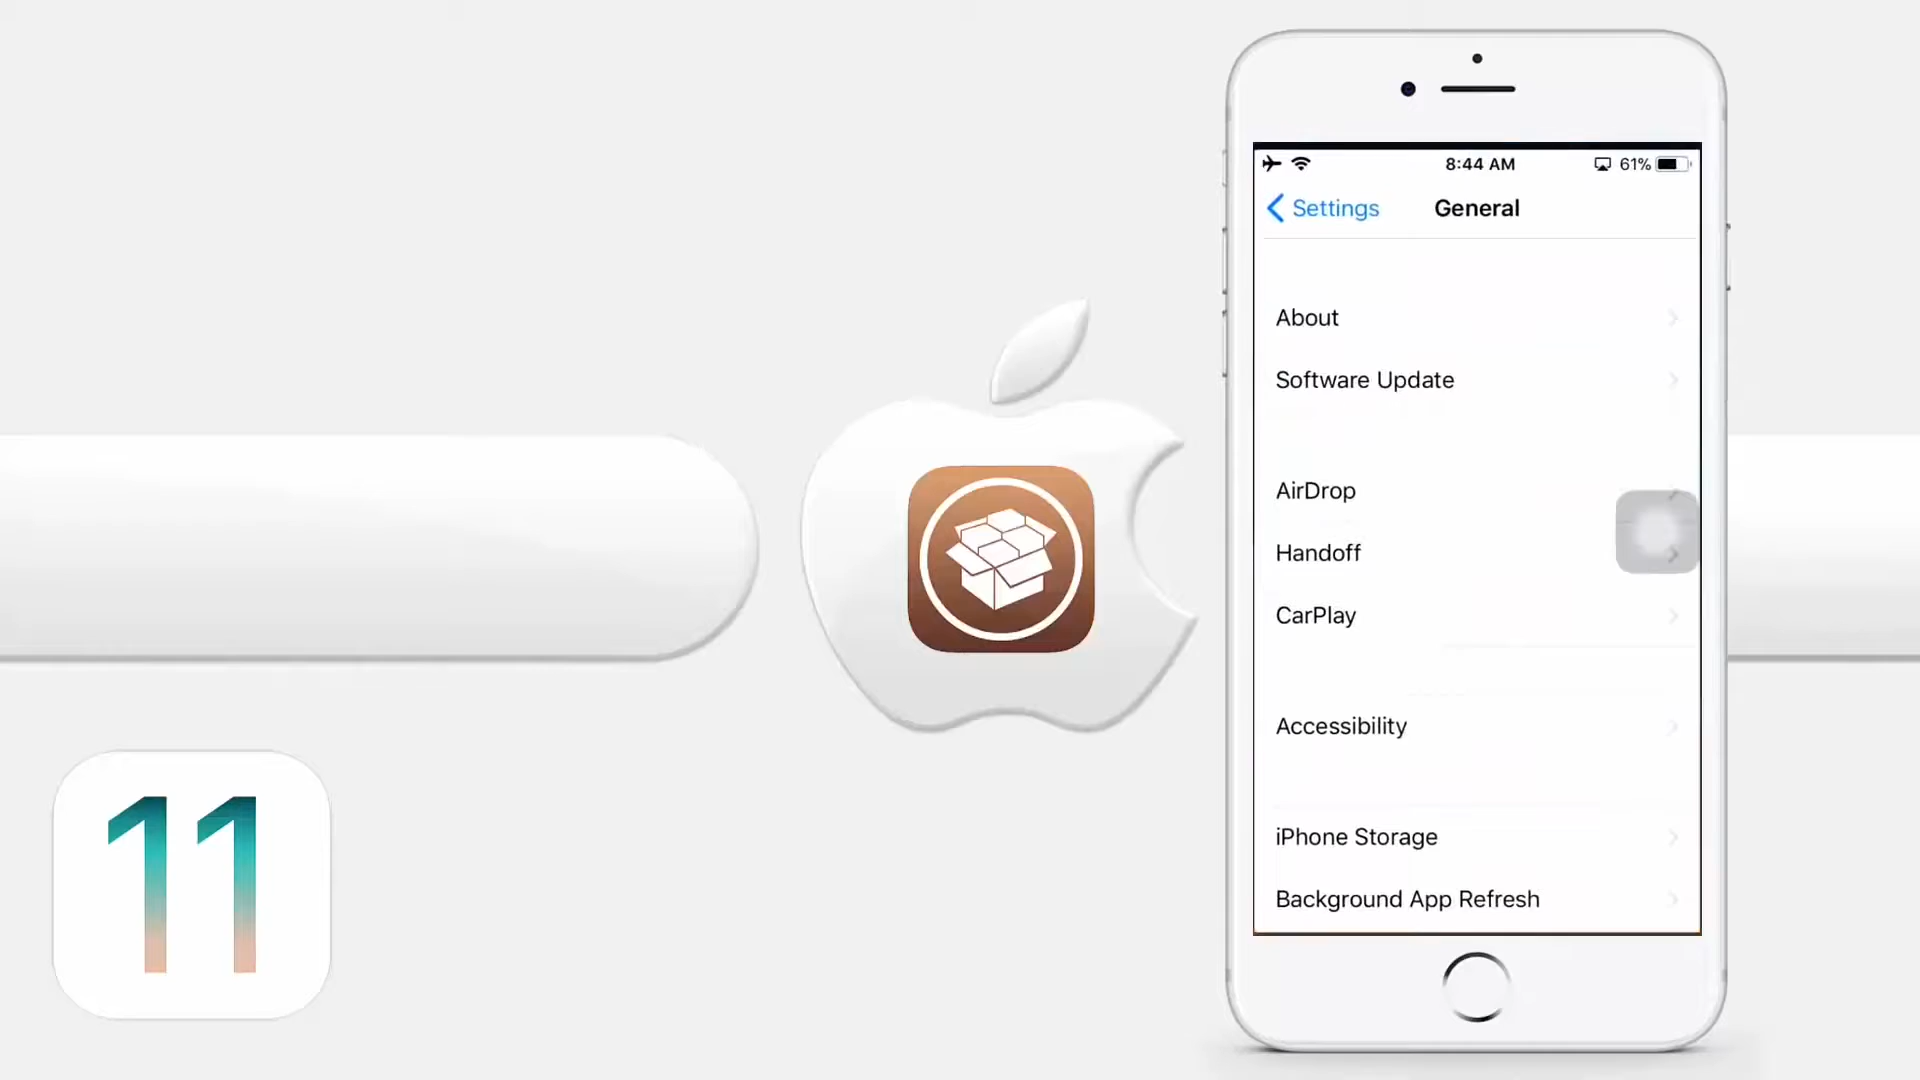 8:44 AM
61%
Settings
General
About
Software Update
AirDrop
Handoff
CarPlay
Accessibility
iPhone Storage
Background App Refresh
11